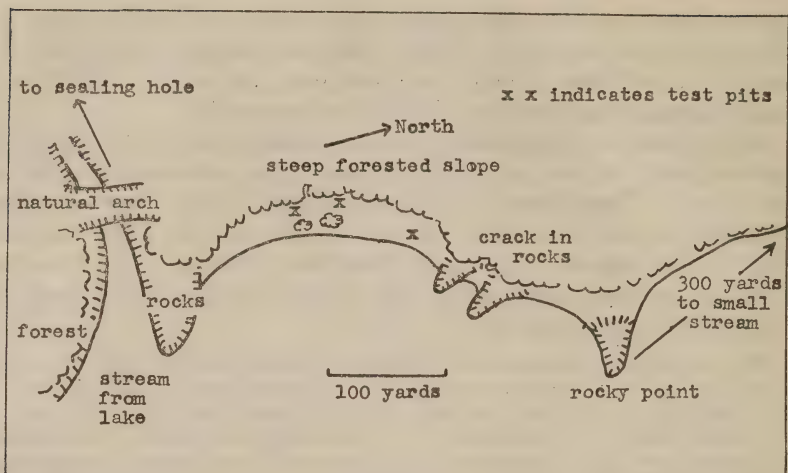 to sealing hole
x x indicates test pits
North
steep forested slope
natural arch
x
x
x
crack in
rocks
rocks
300 yards
to small
stream
forest
stream
from
lake
100 yards
rocky point